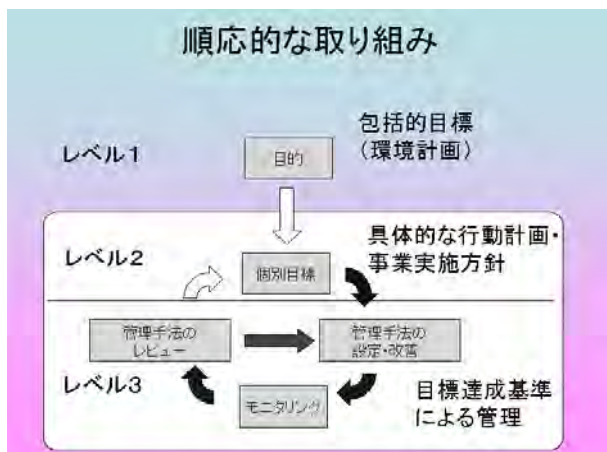 順応的な取り組み
包括的目標
(環境計画)
レベル1
目的
具体的な行動計画・
事業実施方針
レベル2
個別目標
管理手法の
レビュー
管理手法の
設定・改善
レベル3
モニタリング
目標達成基準
による管理